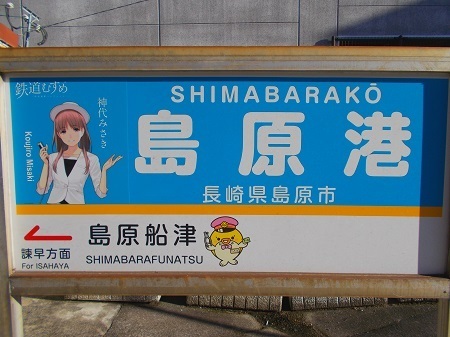 鉄道むすめ
SHIMABARAKŌ
神代みさき
Koujiro Misaki
島原港
長崎県島原市
島原船津
SHIMABARAFUNATSU
諫早方面
For ISAHAYA